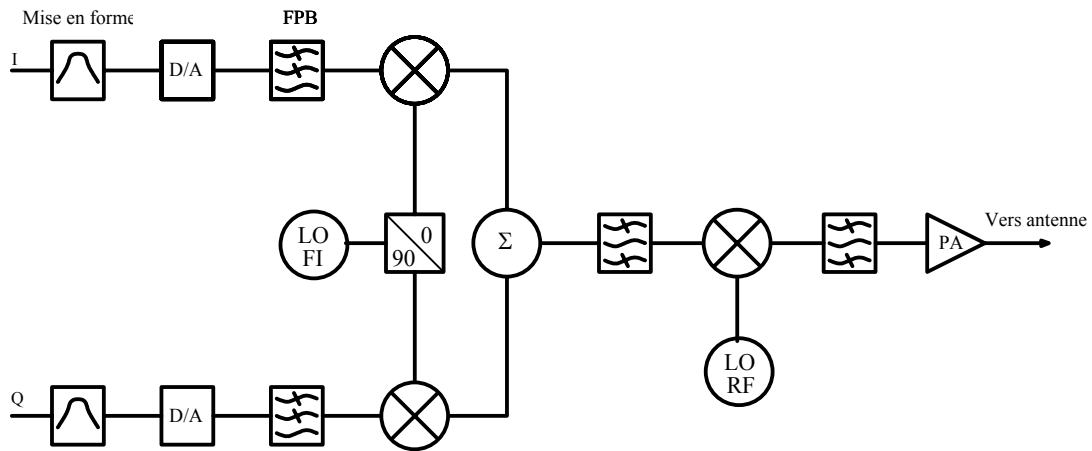 Mise en forme
FPB
I
D/A
LO
FI
0
90
Σ
PA
Vers antenne
LO
RF
Q
D/A